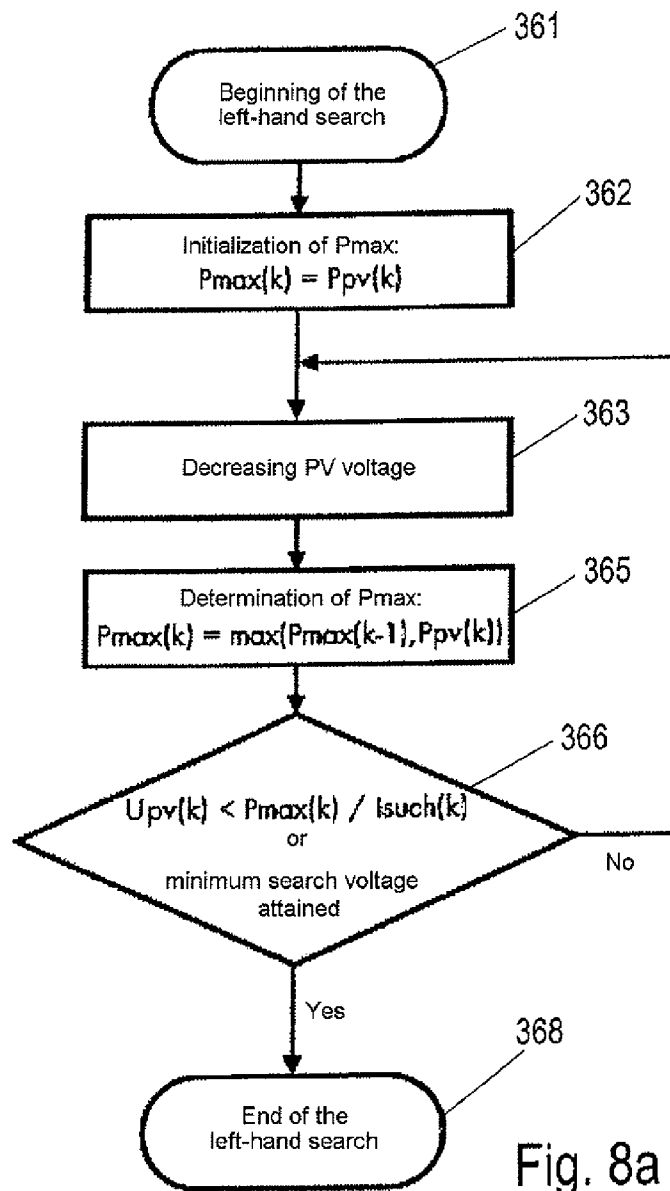 361
Beginning of the
left-hand search
362
Initialization of Pmax:
Pmax(k) = Ppv(k)
363
Decreasing PV voltage
365
Determination of Pmax:
Pmax(k) = max(Pmax(k-1),Ppv(k))
366
Upv(k) < Pmax(k) / Isuch(k)
or
minimum search voltage
attained
No
Yes
368
End of the
left-hand search
Fig. 8a